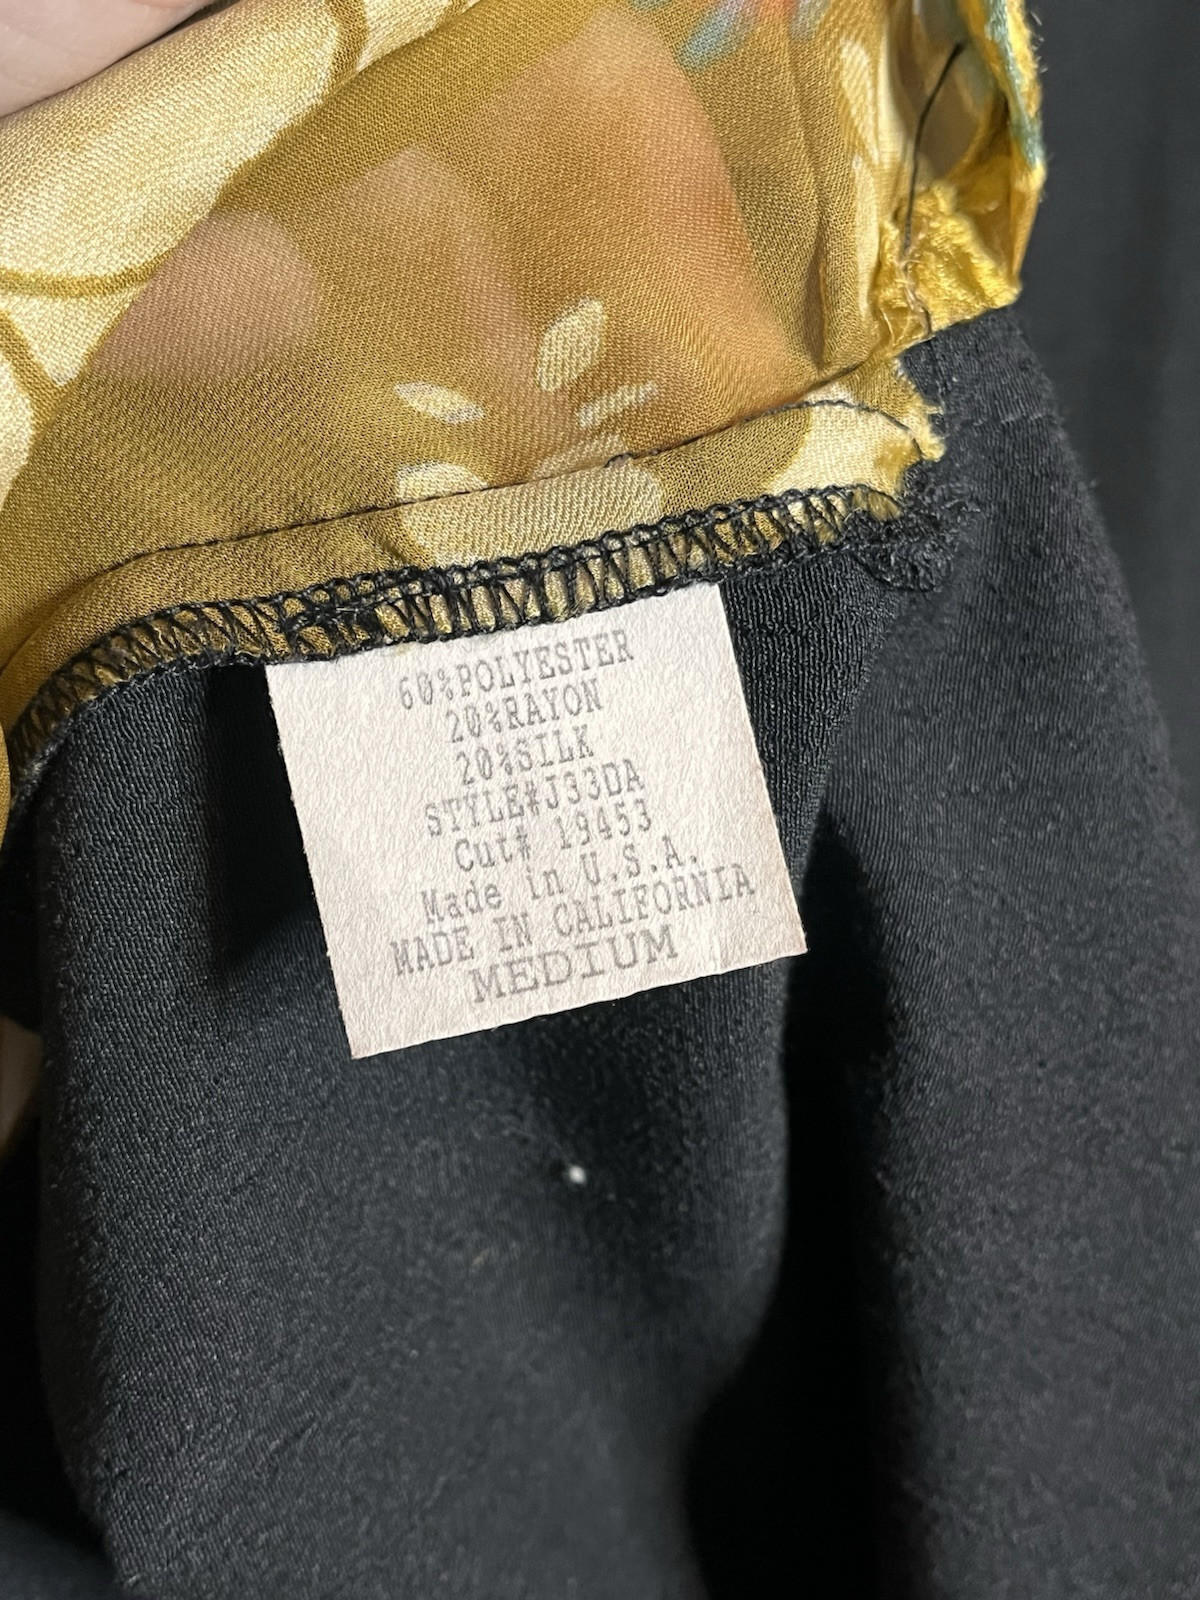 60%POLYESTER
20%RAYON
20%SILK
STYLE#J33DA
Cut# 19453
Made in U.S.A.
MADE IN CALIFORNIA
MEDIUM